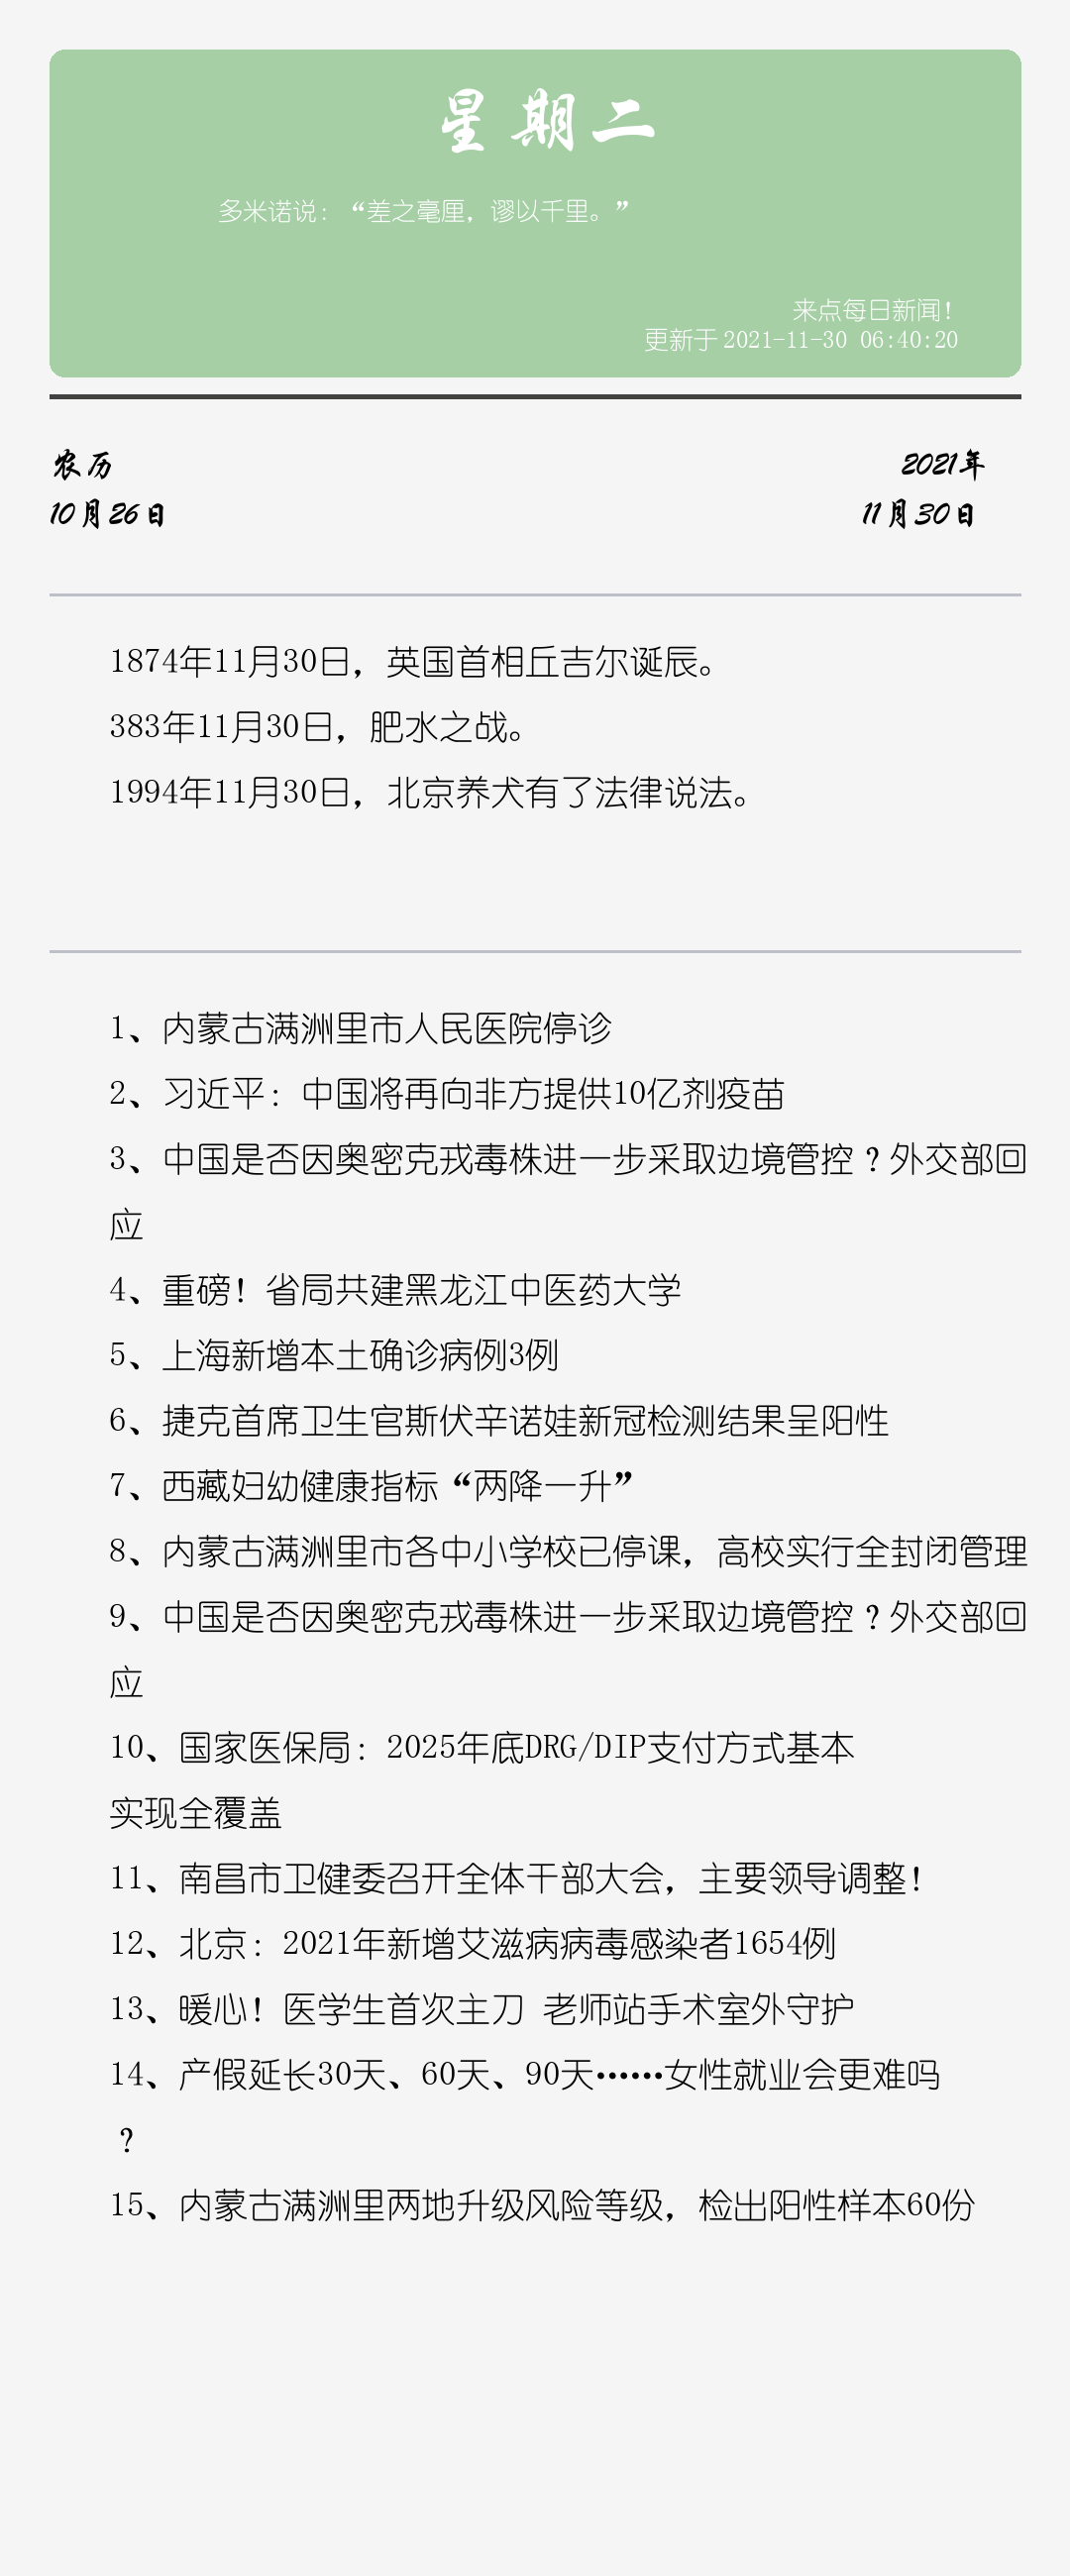 星期二
多米诺说：“差之毫厘，谬以千里。”
来点每日新闻！
更新于 2021-11-30 06:40:20
农历
2021年
10月26日
11月30日
1874年11月30日，英国首相丘吉尔诞辰。
383年11月30日，肥水之战。
1994年11月30日，北京养犬有了法律说法。
1、内蒙古满洲里市人民医院停诊
2、习近平：中国将再向非方提供10亿剂疫苗
3、中国是否因奥密克戎毒株进一步采取边境管控？外交部回
应
4、重磅！省局共建黑龙江中医药大学
5、上海新增本土确诊病例3例
6、捷克首席卫生官斯伏辛诺娃新冠检测结果呈阳性
7、西藏妇幼健康指标“两降一升”
8、内蒙古满洲里市各中小学校已停课，高校实行全封闭管理
9、中国是否因奥密克戎毒株进一步采取边境管控？外交部回
应
10、国家医保局：2025年底DRG/DIP支付方式基本
实现全覆盖
11、南昌市卫健委召开全体干部大会，主要领导调整！
12、北京：2021年新增艾滋病病毒感染者1654例
13、暖心！医学生首次主刀 老师站手术室外守护
14、产假延长30天、60天、90天……女性就业会更难吗
？
15、内蒙古满洲里两地升级风险等级，检出阳性样本60份